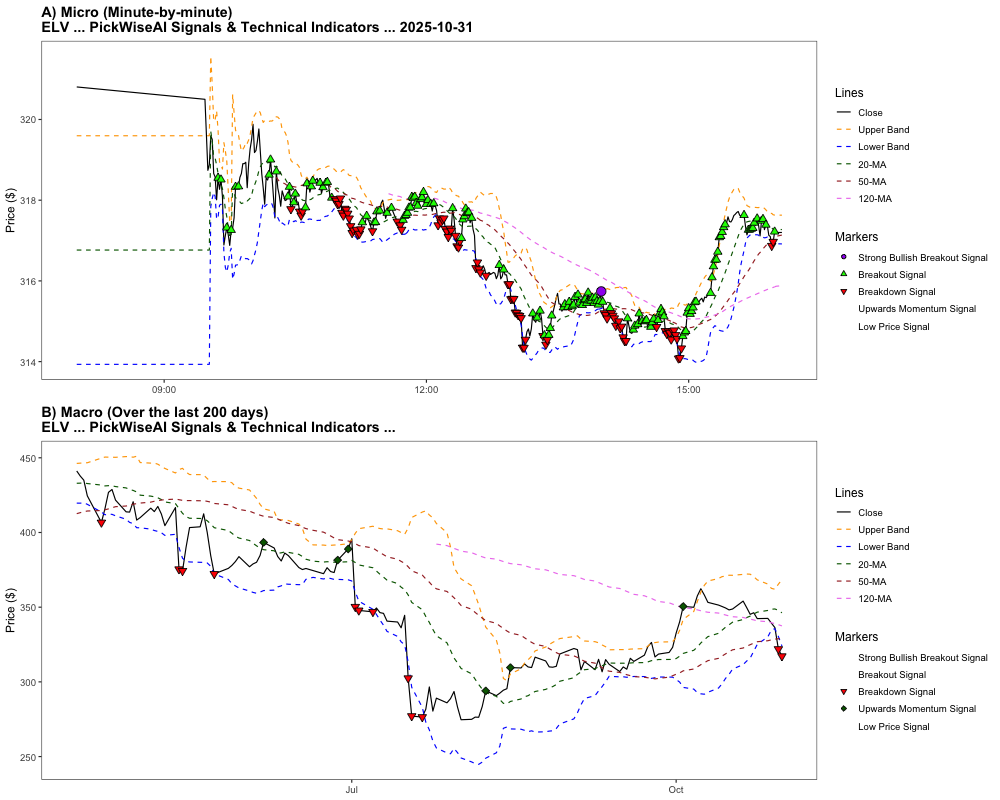 A) Micro (Minute-by-minute)
ELV ... PickWiseAI Signals & Technical Indicators ... 2025-10-31
Price ($)
320
318
316
314
09:00
12:00
15:00
Lines
Close
Upper Band
Lower Band
20-MA
50-MA
120-MA
Markers
Strong Bullish Breakout Signal
Breakout Signal
Breakdown Signal
Upwards Momentum Signal
Low Price Signal
B) Macro (Over the last 200 days)
ELV ... PickWiseAI Signals & Technical Indicators ...
Price ($)
450
400
350
300
250
Jul
Oct
Lines
Close
Upper Band
Lower Band
20-MA
50-MA
120-MA
Markers
Strong Bullish Breakout Signal
Breakout Signal
Breakdown Signal
Upwards Momentum Signal
Low Price Signal